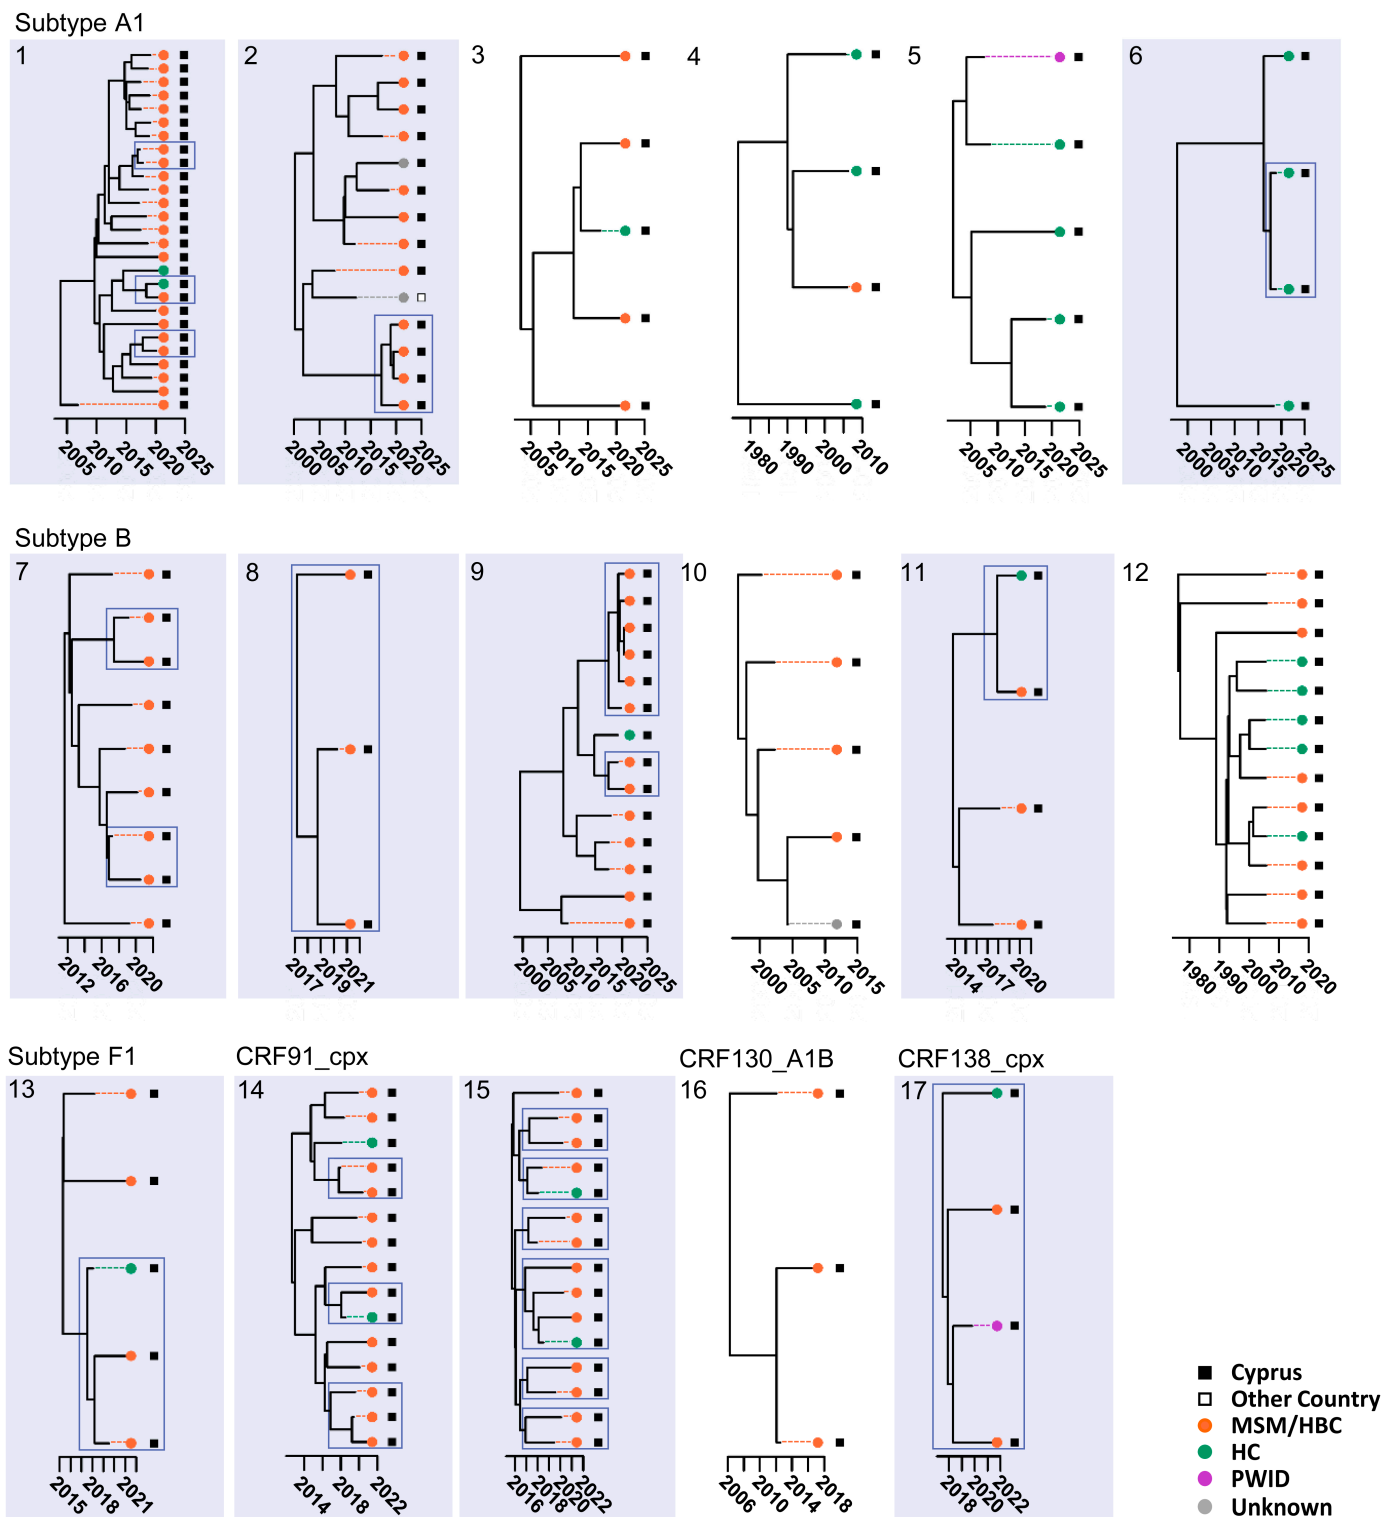 Subtype A1
1 2 3 4 5 6
2005 2010 2015 2020 2025
2000 2005 2010 2015 2020 2025
2005 2010 2015 2020 2025
1980 1990 2000 2010
2005 2010 2015 2020 2025
2000 2005 2010 2015 2020 2025
Subtype B
7 8 9 10 11 12
2012 2016 2020
2017 2019 2021
2000 2005 2010 2015 2020 2025
2000 2005 2010 2015
2014 2017 2020
1980 1990 2000 2010 2020
Subtype F1 CRF91_cpx CRF130_A1B CRF138_cpx
13 14 15 16 17
2015 2018 2021
2014 2018 2022
2016 2018 2020 2022
2006 2010 2014 2018
2018 2020 2022
Cyprus
Other Country
MSM/HBC
HC
PWID
Unknown